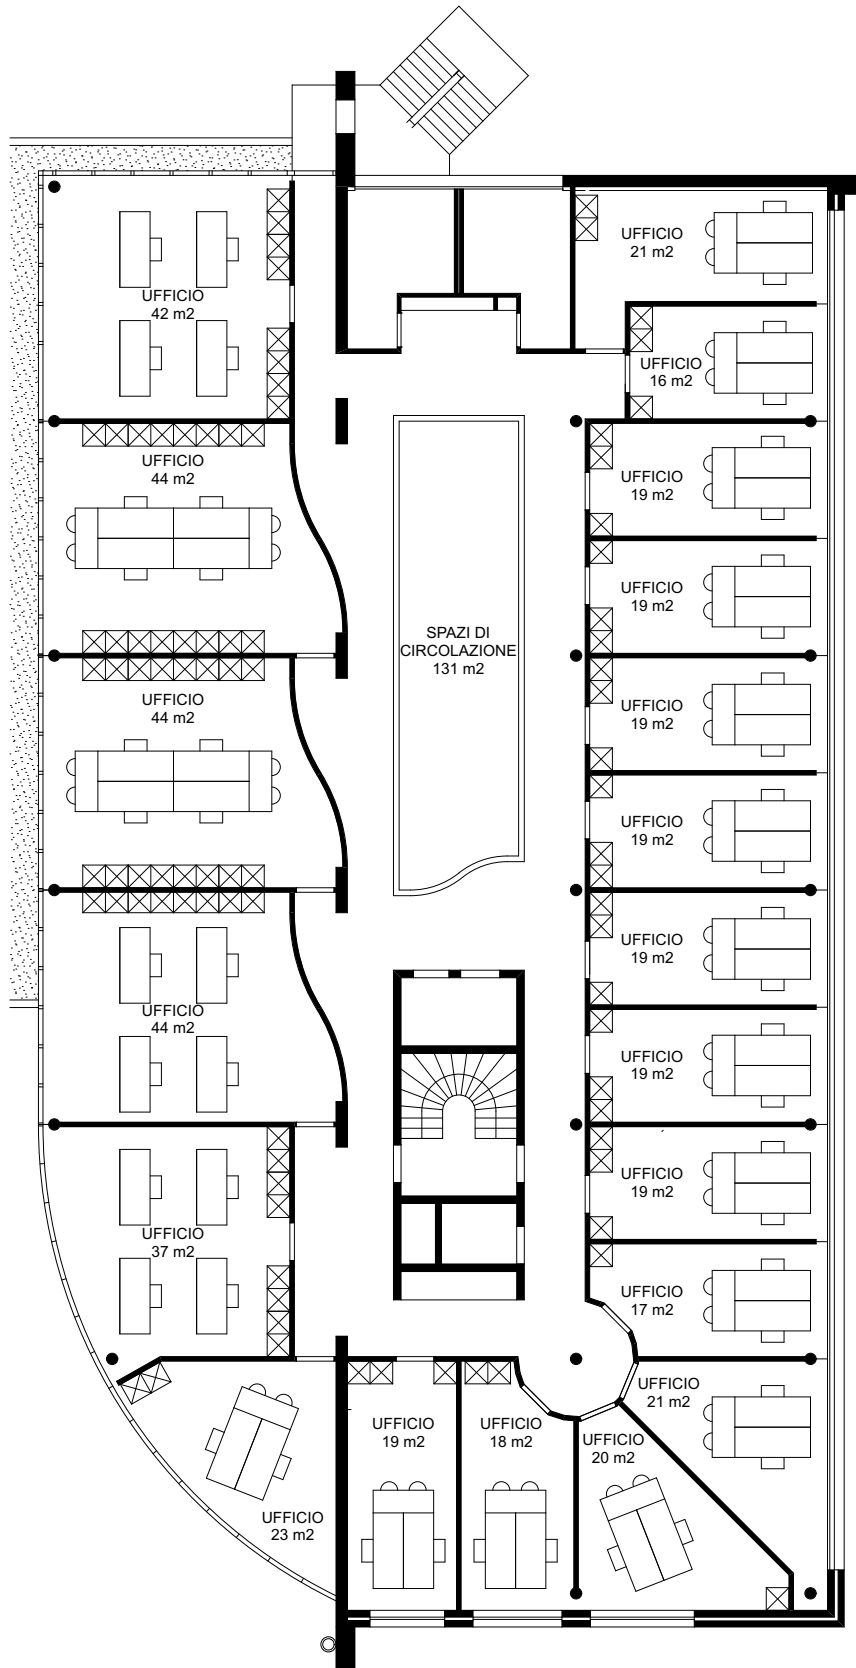 UFFICIO
21 m2
UFFICIO
42 m2
UFFICIO
16 m2
UFFICIO
44 m2
UFFICIO
19 m2
UFFICIO
19 m2
SPAZI DI
CIRCOLAZIONE
131 m2
UFFICIO
44 m2
UFFICIO
19 m2
UFFICIO
19 m2
UFFICIO
19 m2
UFFICIO
44 m2
UFFICIO
19 m2
UFFICIO
19 m2
UFFICIO
37 m2
UFFICIO
17 m2
UFFICIO
21 m2
UFFICIO
19 m2
UFFICIO
18 m2
UFFICIO
20 m2
UFFICIO
23 m2